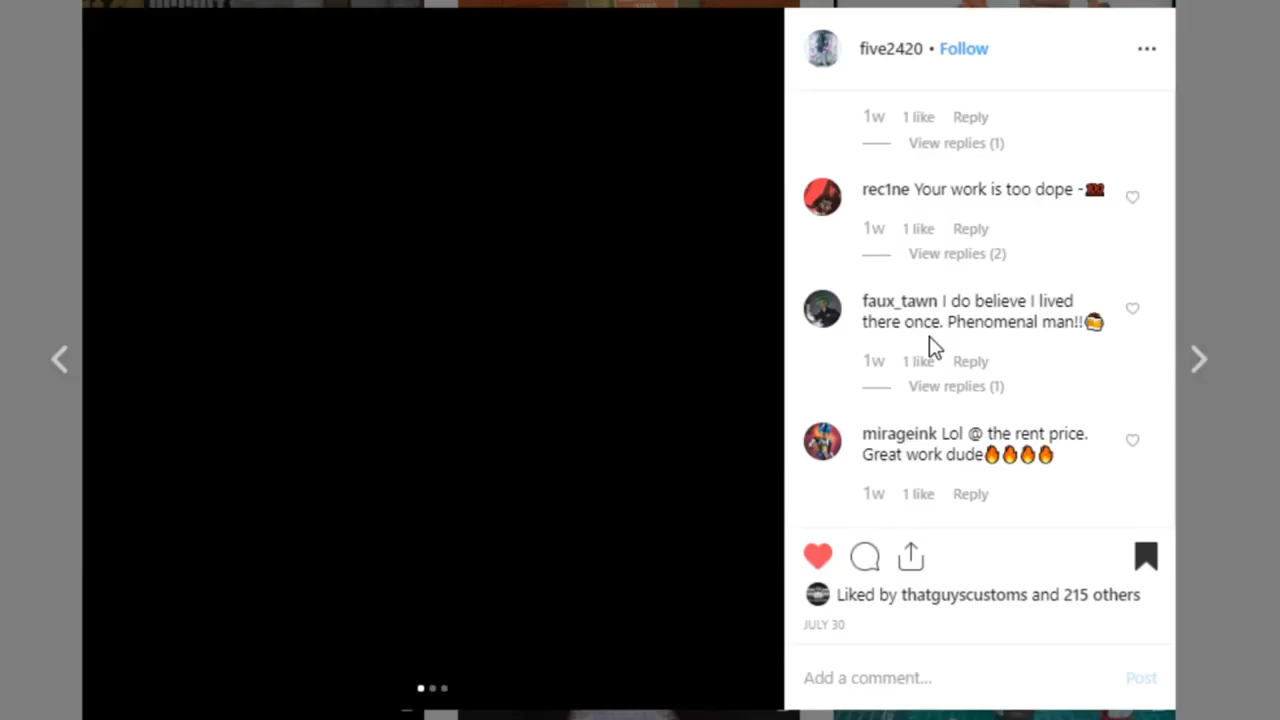 five2420 • Follow
1w 1 like Reply
View replies (1)
rec1ne Your work is too dope -💯
1w 1 like Reply
View replies (2)
faux_tawn I do believe I lived
there once. Phenomenal man!!🍻
1w 1 like Reply
View replies (1)
mirageink Lol @ the rent price.
Great work dude🔥🔥🔥🔥
1w 1 like Reply
Liked by thatguyscustoms and 215 others
JULY 30
Add a comment... Post